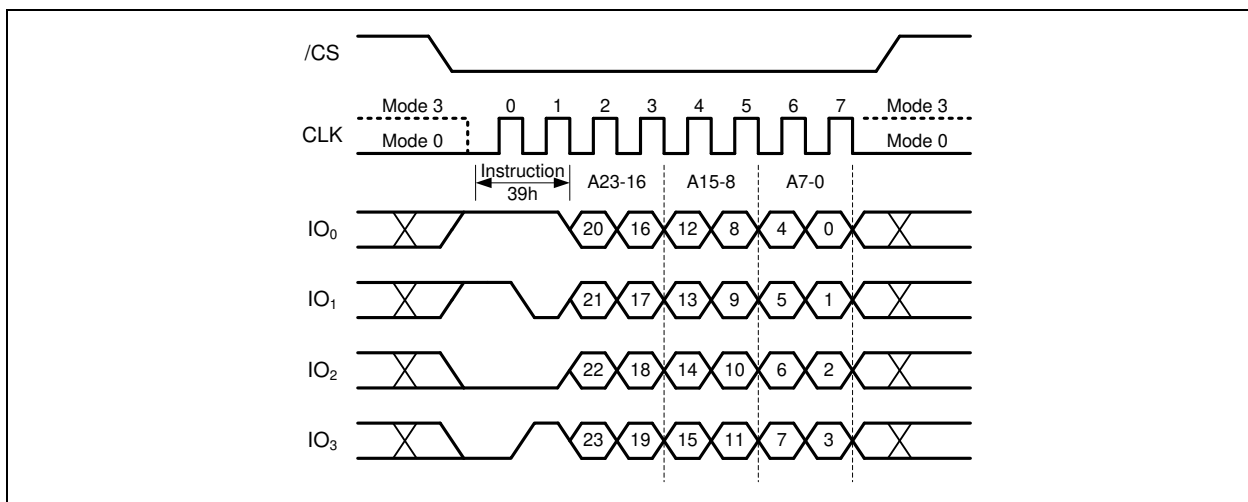 /CS
Mode 3 0 1 2 3 4 5 6 7 Mode 3
CLK
Mode 0 Mode 0
Instruction
39h
A23-16 A15-8 A7-0
IO0 20 16 12 8 4 0
IO1 21 17 13 9 5 1
IO2 22 18 14 10 6 2
IO3 23 19 15 11 7 3